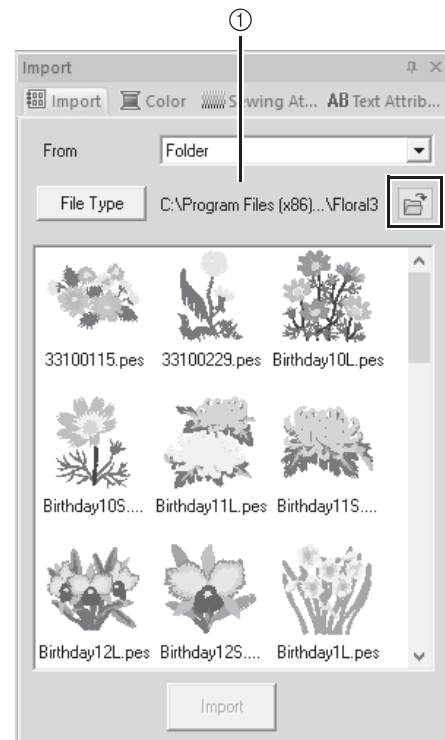 ①
Import
Import Color Sewing At... AB Text Attrib...
From Folder
File Type C:\Program Files (x86)...\Floral3
33100115.pes 33100229.pes Birthday10L.pes
Birthday10S.... Birthday11L.pes Birthday11S....
Birthday12L.pes Birthday12S.... Birthday1L.pes
Import